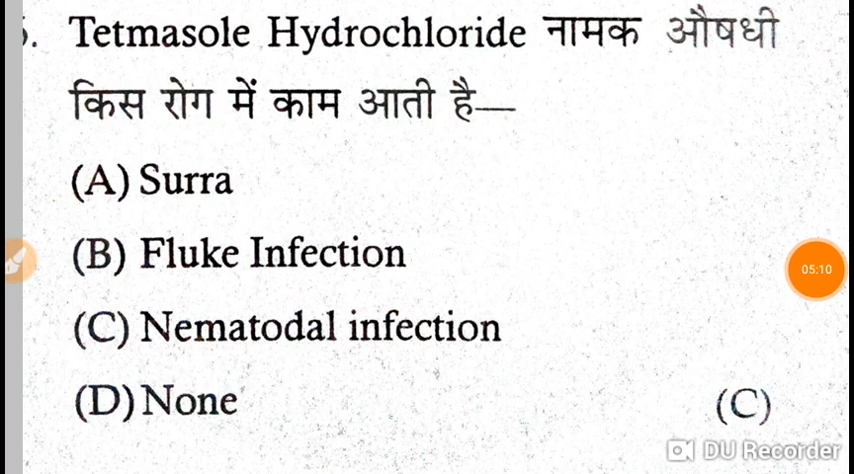 . Tetmasole Hydrochloride नामक औषधी
किस रोग में काम आती है—
(A) Surra
(B) Fluke Infection
(C) Nematodal infection
(D) None (C)
05:10
DU Recorder